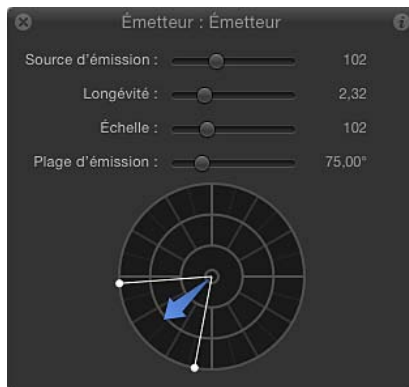 Émetteur : Émetteur
Source d'émission : 102
Longévité : 2,32
Échelle : 102
Plage d'émission : 75,00°